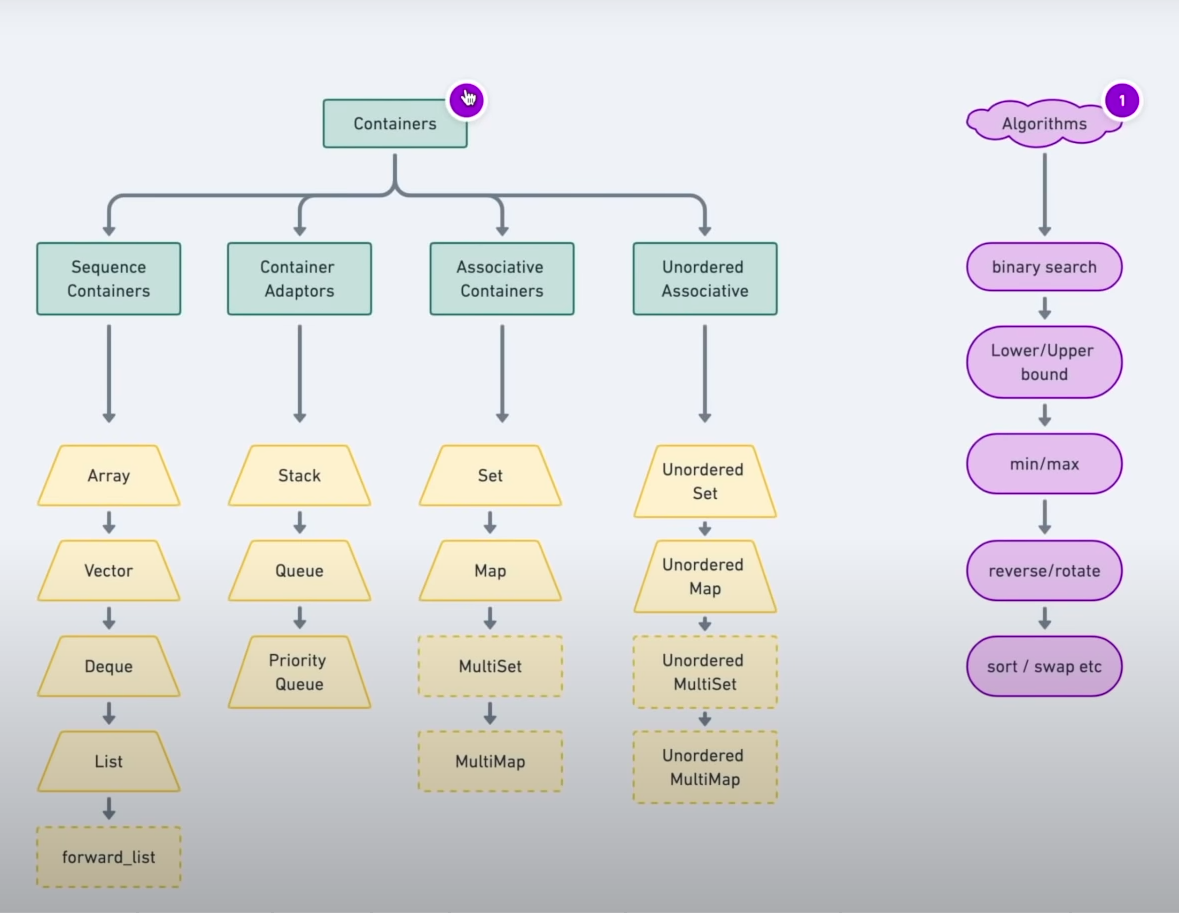 Containers
1
Algorithms
Sequence
Containers
Container
Adaptors
Associative
Containers
Unordered
Associative
binary search
Lower/Upper
bound
Array
Stack
Set
Unordered
Set
min/max
Vector
Queue
Map
Unordered
Map
reverse/rotate
Deque
Priority
Queue
MultiSet
Unordered
MultiSet
sort / swap etc
List
MultiMap
Unordered
MultiMap
forward_list